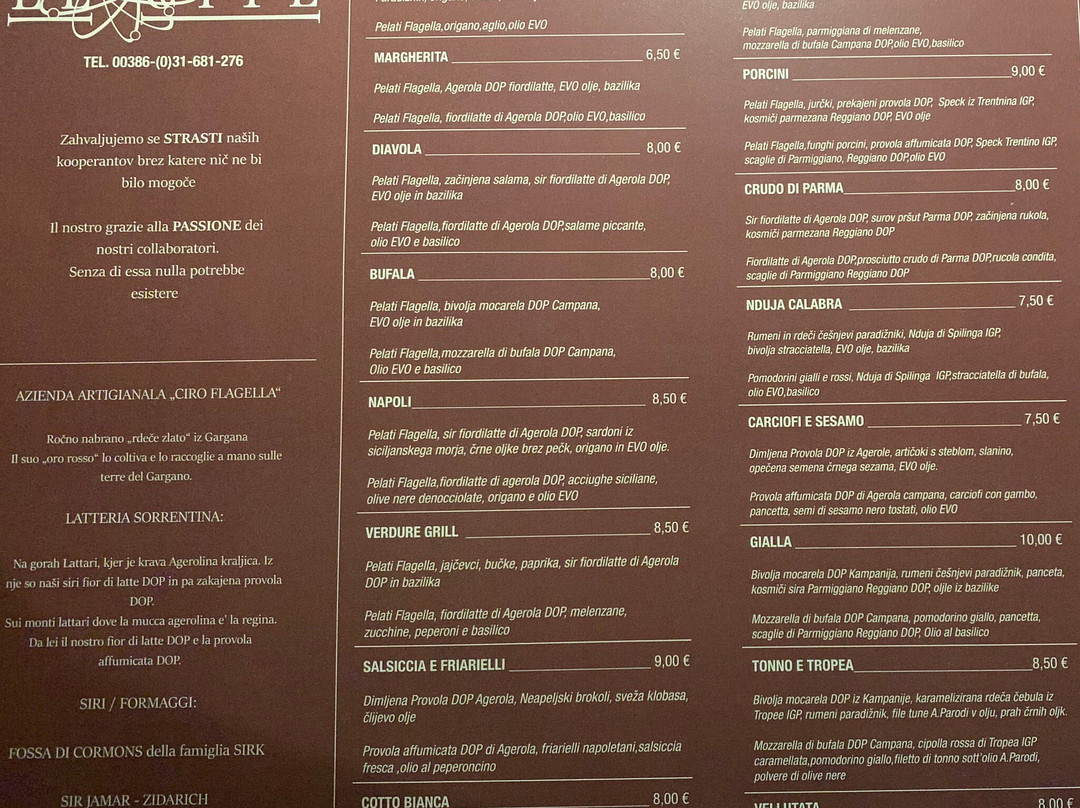 TEL. 00386-(0)31-681-276
Zahvaljujemo se STRASTI naših
kooperantov brez katere nič ne bi
bilo mogoče
Il nostro grazie alla PASSIONE dei
nostri collaboratori.
Senza di essa nulla potrebbe
esistere
AZIENDA ARTIGIANALA „CIRO FLAGELLA“
Ročno nabrano „rdeče zlato“ iz Gargana
Il suo „oro rosso“ lo coltiva e lo raccoglie a mano sulle
terre del Gargano.
LATTERIA SORRENTINA:
Na gorah Lattari, kjer je krava Agerolina kraljica. Iz
nje so naši siri fior di latte DOP in pa zakajena provola
DOP.
Sui monti lattari dove la mucca agerolina e' la regina.
Da lei il nostro fior di latte DOP e la provola
affumicata DOP.
SIRI / FORMAGGI:
FOSSA DI CORMONS della famiglia SIRK
SIR JAMAR - ZIDARICH
Pelati Flagella,origano,aglio,olio EVO
MARGHERITA 6,50 €
Pelati Flagella, Agerola DOP fiordilatte, EVO olje, bazilika
Pelati Flagella, fiordilatte di Agerola DOP,olio EVO,basilico
DIAVOLA 8,00 €
Pelati Flagella, začinjena salama, sir fiordilatte di Agerola DOP,
EVO olje in bazilika
Pelati Flagella,fiordilatte di Agerola DOP,salame piccante,
olio EVO e basilico
BUFALA 8,00 €
Pelati Flagella, bivolja mocarela DOP Campana,
EVO olje in bazilika
Pelati Flagella,mozzarella di bufala DOP Campana,
Olio EVO e basilico
NAPOLI 8,50 €
Pelati Flagella, sir fiordilatte di Agerola DOP, sardoni iz
siciljanskega morja, črne oljke brez pečk, origano in EVO olje.
Pelati Flagella,fiordilatte di agerola DOP, acciughe siciliane,
olive nere denocciolate, origano e olio EVO
VERDURE GRILL 8,50 €
Pelati Flagella, jajčevci, bučke, paprika, sir fiordilatte di Agerola
DOP in bazilika
Pelati Flagella, fiordilatte di Agerola DOP, melenzane,
zucchine, peperoni e basilico
SALSICCIA E FRIARIELLI 9,00 €
Dimljena Provola DOP Agerola, Neapeljski brokoli, sveža klobasa,
člijevo olje
Provola affumicata DOP di Agerola, friarielli napoletani,salsiccia
fresca ,olio al peperoncino
COTTO BIANCA 8,00 €
EVO olje, bazilika
Pelati Flagella, parmiggiana di melenzane,
mozzarella di bufala Campana DOP,olio EVO,basilico
PORCINI 9,00 €
Pelati Flagella, jurčki, prekajeni provola DOP, Speck iz Trentnina IGP,
kosmiči parmezana Reggiano DOP, EVO olje
Pelati Flagella,funghi porcini, provola affumicata DOP, Speck Trentino IGP,
scaglie di Parmiggiano, Reggiano DOP,olio EVO
CRUDO DI PARMA 8,00 €
Sir fiordilatte di Agerola DOP, surov pršut Parma DOP, začinjena rukola,
kosmiči parmezana Reggiano DOP
Fiordilatte di Agerola DOP,prosciutto crudo di Parma DOP,rucola condita,
scaglie di Parmiggiano Reggiano DOP
NDUJA CALABRA 7,50 €
Rumeni in rdeči češnjevi paradižniki, Nduja di Spilinga IGP,
bivolja stracciatella, EVO olje, bazilika
Pomodorini gialli e rossi, Nduja di Spilinga IGP,stracciatella di bufala,
olio EVO,basilico
CARCIOFI E SESAMO 7,50 €
Dimljena Provola DOP iz Agerole, artičoki s steblom, slanino,
opečena semena črnega sezama, EVO olje.
Provola affumicata DOP di Agerola campana, carciofi con gambo,
pancetta, semi di sesamo nero tostati, olio EVO
GIALLA 10,00 €
Bivolja mocarela DOP Kampanija, rumeni češnjevi paradižnik, panceta,
kosmiči sira Parmigiano Reggiano DOP, oljle iz bazilike
Mozzarella di bufala DOP Campana, pomodorino giallo, pancetta,
scaglie di Parmiggiano Reggiano DOP, Olio al basilico
TONNO E TROPEA 8,50 €
Bivolja mocarela DOP iz Kampanije, karamelizirana rdeča čebula iz
Tropee IGP, rumeni paradižnik, file tune A.Parodi v olju, prah črnih oljk.
Mozzarella di bufala DOP Campana, cipolla rossa di Tropea IGP
caramellata,pomodorino giallo,filetto di tonno sott'olio A.Parodi,
polvere di olive nere
VELLUTATA 8,00 €